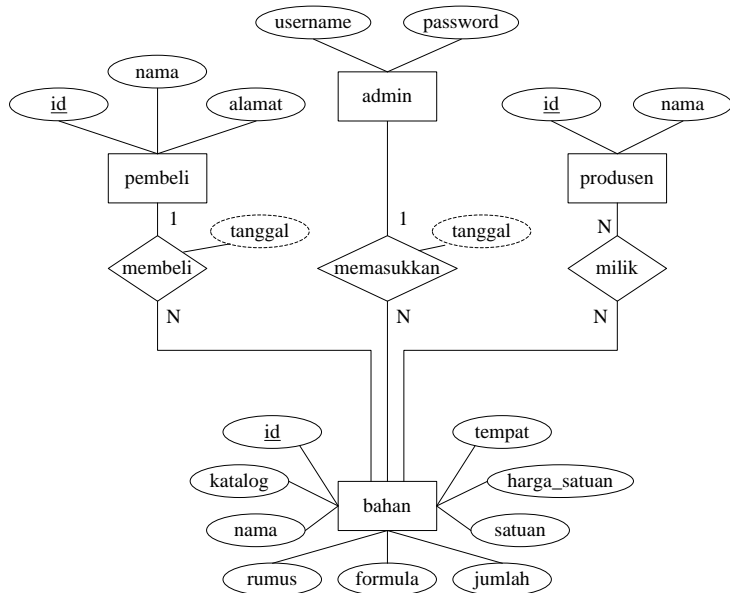 username
password
nama
id
alamat
admin
id
nama
pembeli
produsen
1
tanggal
1
tanggal
N
membeli
memasukkan
milik
N
N
N
id
tempat
katalog
harga_satuan
bahan
nama
satuan
rumus
formula
jumlah